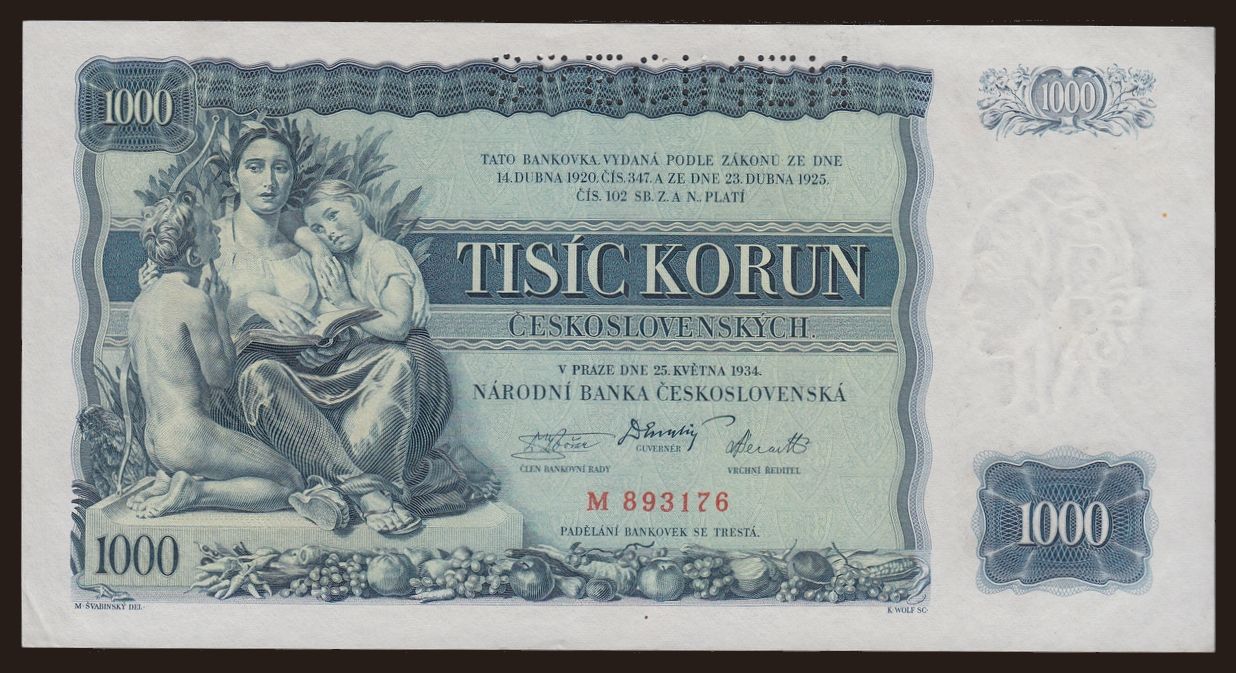 1000
1000
TATO BANKOVKA, VYDANÁ PODLE ZÁKONŮ ZE DNE
14. DUBNA 1920, ČÍS. 347. A ZE DNE 23. DUBNA 1925.
ČÍS. 102 SB. Z. A N., PLATÍ
TISÍC KORUN
ČESKOSLOVENSKÝCH.
V PRAZE DNE 25. KVĚTNA 1934.
NÁRODNÍ BANKA ČESKOSLOVENSKÁ
ČLEN BANKOVNÍ RADY
GUVERNÉR
VRCHNÍ ŘEDITEL
M 893176
PADĚLÁNÍ BANKOVEK SE TRESTÁ.
1000
1000
M. ŠVABINSKÝ DEL.
K. WOLF SC.